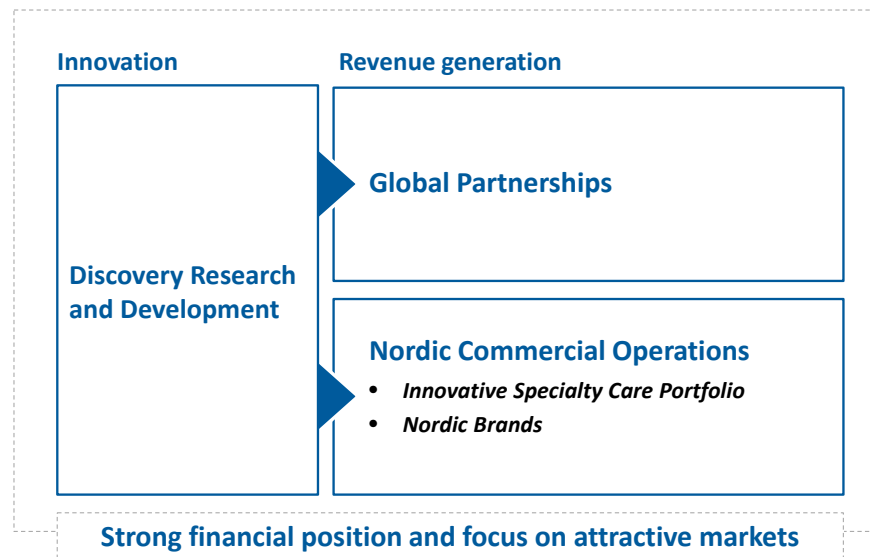 Innovation
Revenue generation
Discovery Research
and Development
Global Partnerships
Nordic Commercial Operations
• Innovative Specialty Care Portfolio
• Nordic Brands
Strong financial position and focus on attractive markets